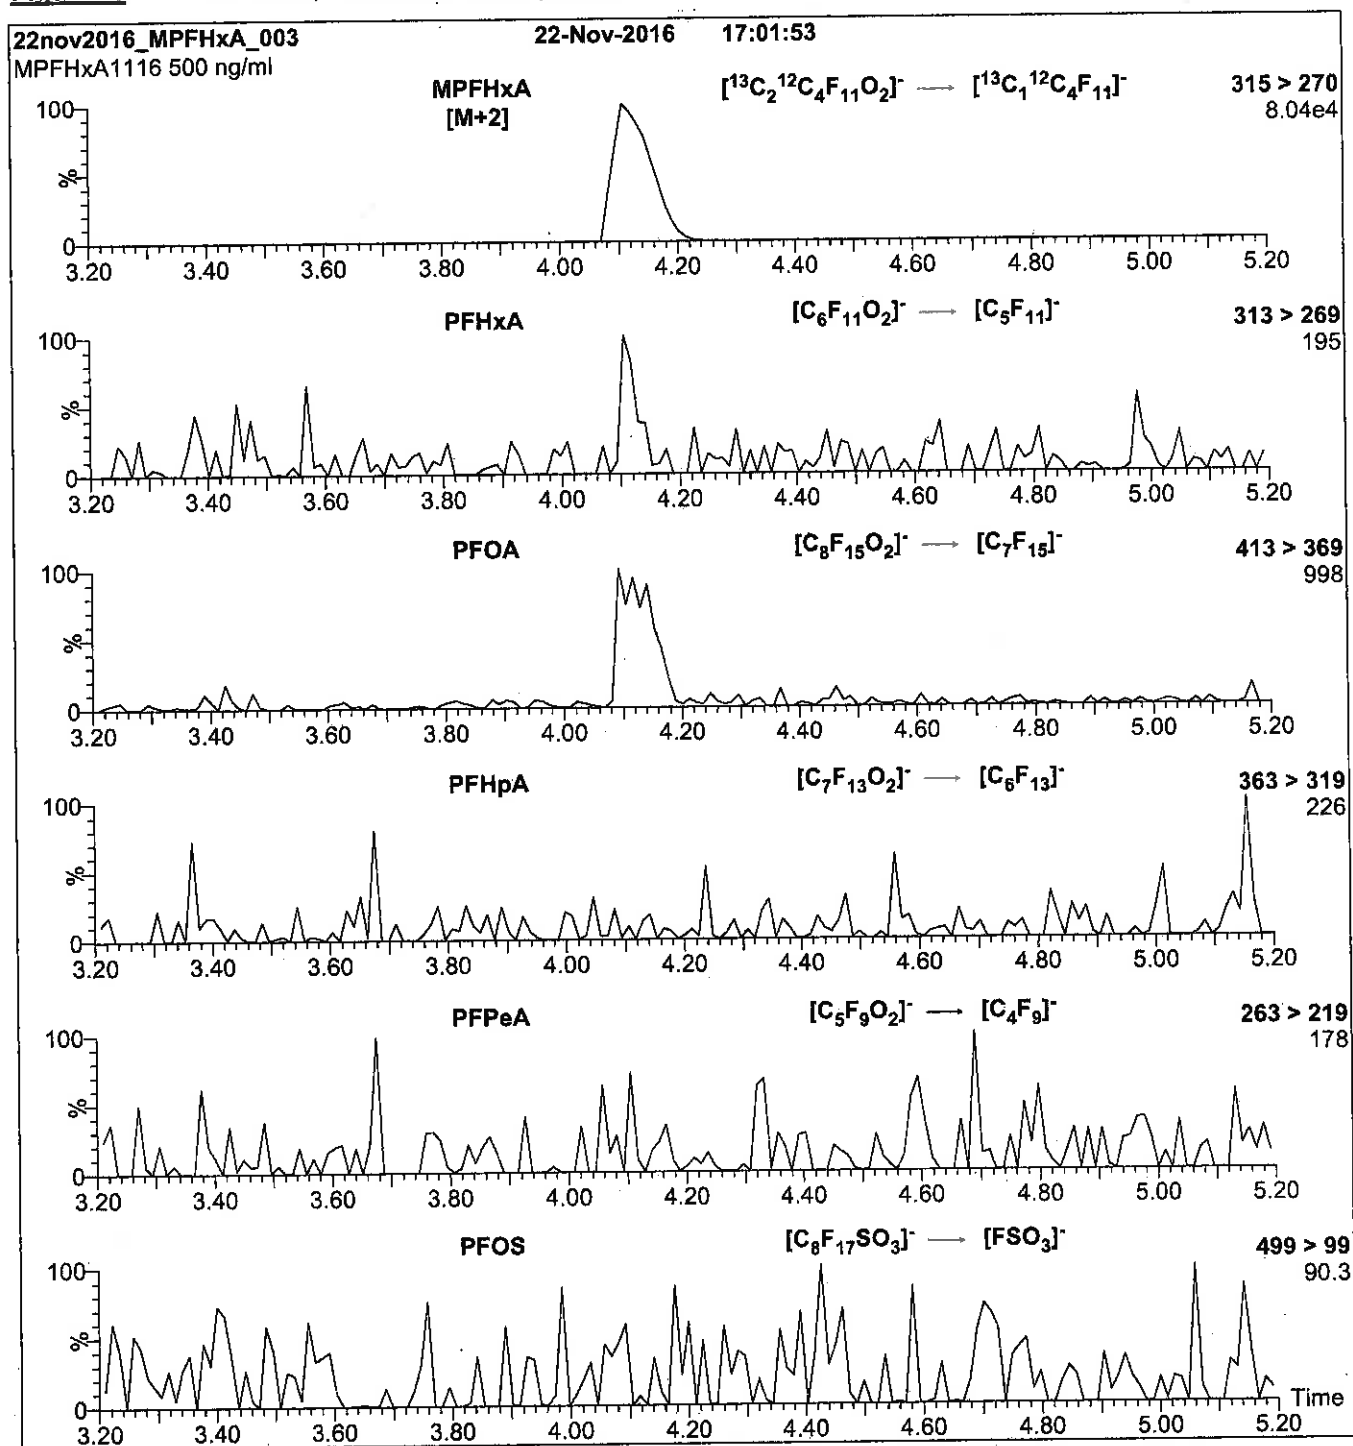 22nov2016_MPFHxA_003 22-Nov-2016 17:01:53
MPFHxA1116 500 ng/ml
MPFHxA [¹³C₂¹²C₄F₁₁O₂]⁻ → [¹³C₁¹²C₄F₁₁]⁻ 315 > 270
[M+2] 8.04e4
100
%
0
3.20 3.40 3.60 3.80 4.00 4.20 4.40 4.60 4.80 5.00 5.20
PFHxA [C₆F₁₁O₂]⁻ → [C₅F₁₁]⁻ 313 > 269
195
100
%
0
3.20 3.40 3.60 3.80 4.00 4.20 4.40 4.60 4.80 5.00 5.20
PFOA [C₈F₁₅O₂]⁻ → [C₇F₁₅]⁻ 413 > 369
998
100
%
0
3.20 3.40 3.60 3.80 4.00 4.20 4.40 4.60 4.80 5.00 5.20
PFHpA [C₇F₁₃O₂]⁻ → [C₆F₁₃]⁻ 363 > 319
226
100
%
0
3.20 3.40 3.60 3.80 4.00 4.20 4.40 4.60 4.80 5.00 5.20
PFPeA [C₅F₉O₂]⁻ → [C₄F₉]⁻ 263 > 219
178
100
%
0
3.20 3.40 3.60 3.80 4.00 4.20 4.40 4.60 4.80 5.00 5.20
PFOS [C₈F₁₇SO₃]⁻ → [FSO₃]⁻ 499 > 99
90.3
100
%
0
Time
3.20 3.40 3.60 3.80 4.00 4.20 4.40 4.60 4.80 5.00 5.20